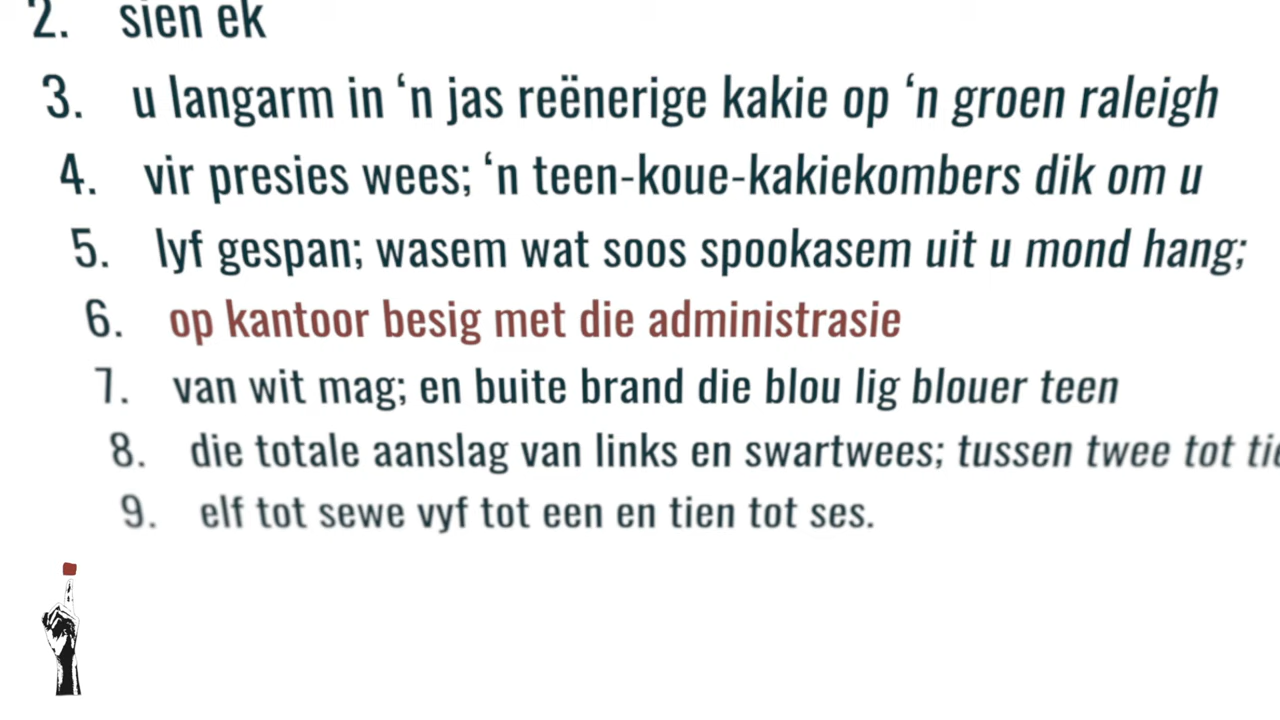 2. sien ek
3. u langarm in ‘n jas reënerige kakie op ‘n groen raleigh
4. vir presies wees; ‘n teen-koue-kakiekombers dik om u
5. lyf gespan; wasem wat soos spookasem uit u mond hang;
6. op kantoor besig met die administrasie
7. van wit mag; en buite brand die blou lig blouer teen
8. die totale aanslag van links en swartwees; tussen twee tot
9. elf tot sewe vyf tot een en tien tot ses.